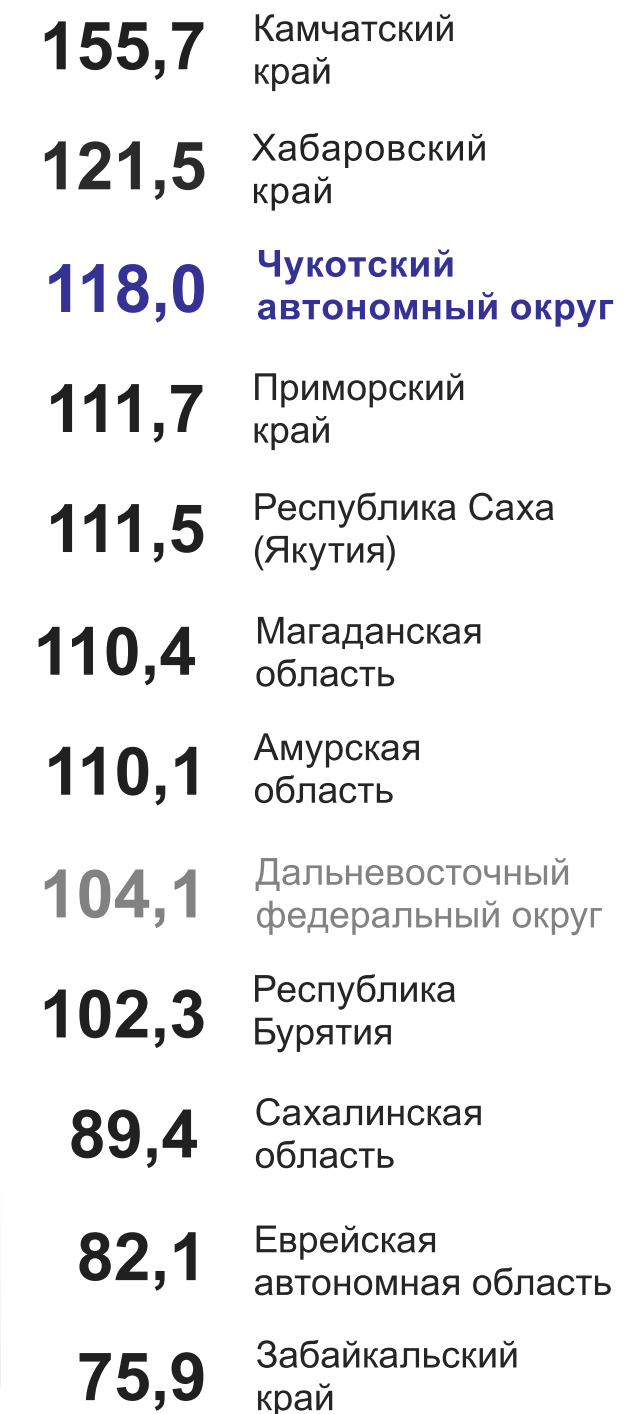 155,7 Камчатский
край
121,5 Хабаровский
край
118,0 Чукотский
автономный округ
111,7 Приморский
край
111,5 Республика Саха
(Якутия)
110,4 Магаданская
область
110,1 Амурская
область
104,1 Дальневосточный
федеральный округ
102,3 Республика
Бурятия
89,4 Сахалинская
область
82,1 Еврейская
автономная область
75,9 Забайкальский
край